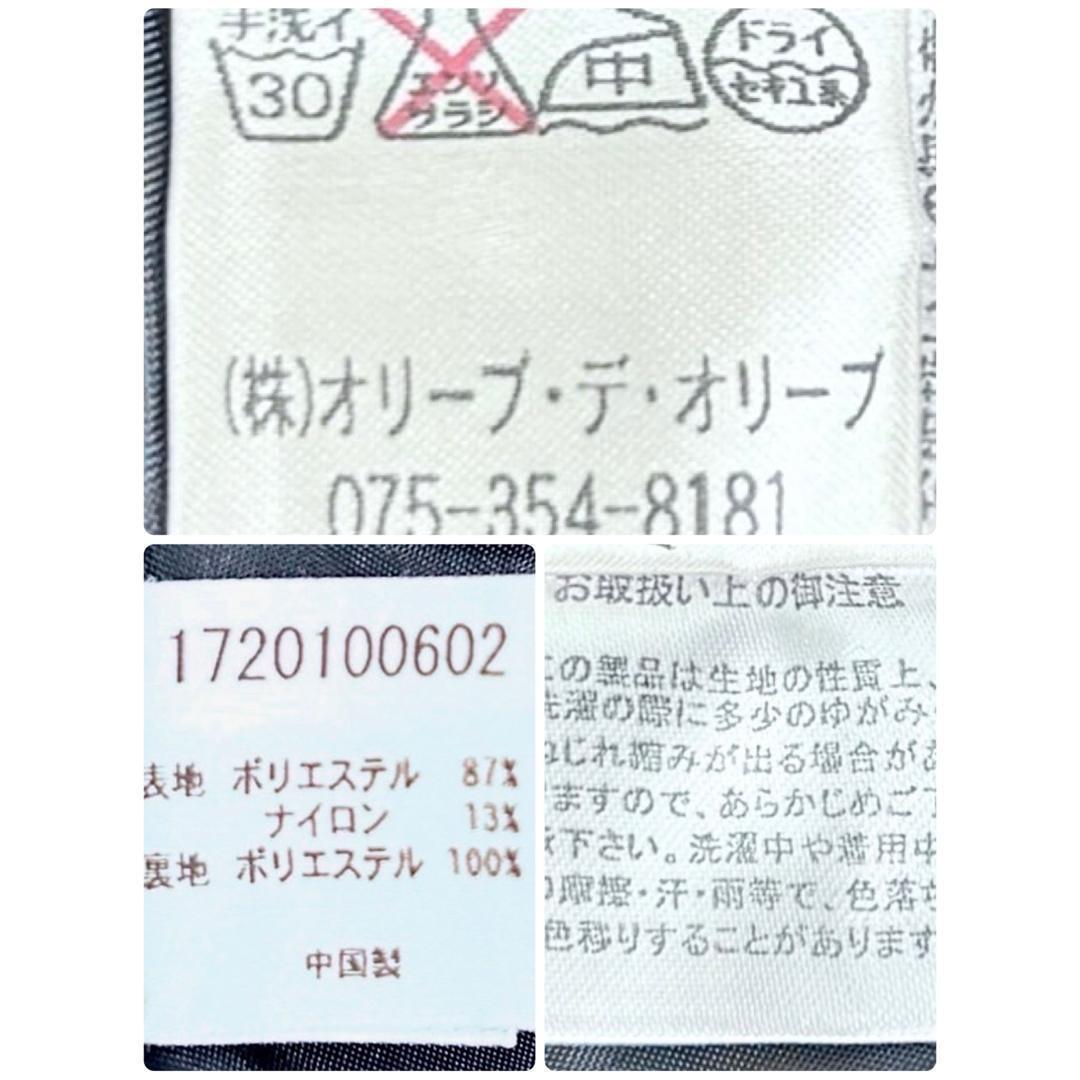 手洗イ
30
エンソ
サラシ
中
ドライ
セキユ系
(株)オリーブ・デ・オリーブ
075-354-8181
1720100602
表地 ポリエステル 87%
ナイロン 13%
裏地 ポリエステル 100%
中国製
お取扱い上の御注意
この製品は生地の性質上、
洗濯の際に多少のゆがみ
ねじれ縮みが出る場合があ
ますので、あらかじめご了
承下さい。洗濯中や着用中
の摩擦・汗・雨等で、色落ち
色移りすることがあります